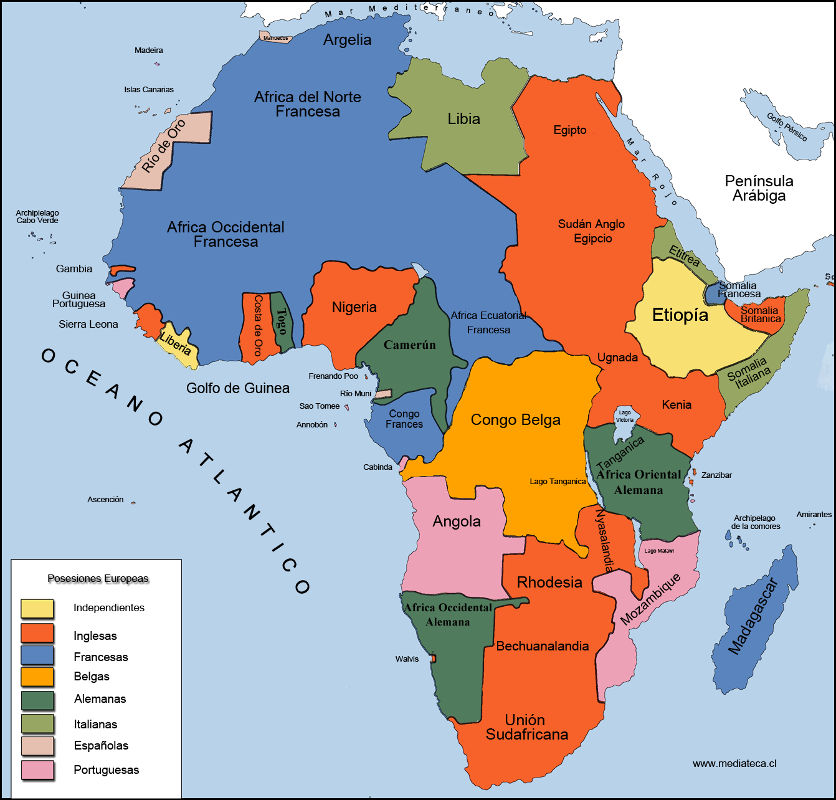 Mar Mediterraneo
Marruecos
Argelia
Madeira
Islas Canarias
Africa del Norte
Francesa
Libia
Egipto
Golfo Pérsico
Mar Rojo
Río de Oro
Península
Arábiga
Archipielago
Cabo Verde
Africa Occidental
Francesa
Sudán Anglo
Egipcio
Etitrea
Gambia
Guinea
Portuguesa
Sierra Leona
Liberia
Costa de Oro
Togo
Nigeria
Africa Ecuatorial
Francesa
Camerún
Etiopía
Somalia
Francesa
Somalia
Britanica
Somalia
Italiana
Ugnada
Kenia
OCEANO ATLANTICO
Golfo de Guinea
Frenando Poo
Río Muni
Sao Tomee
Annobón
Congo
Frances
Congo Belga
Lago
Victoria
Cabinda
Tanganica
Africa Oriental
Alemana
Lago Tanganica
Zanzibar
Ascención
Angola
Nyasalandia
Lago Malawi
Archipelago
de la comores
Amirantes
Rhodesia
Mozambique
Madagascar
Africa Occidental
Alemana
Walvis
Bechuanalandia
Unión
Sudafricana
Posesiones Europeas
Independientes
Inglesas
Francesas
Belgas
Alemanas
Italianas
Españolas
Portuguesas
www.mediateca.cl